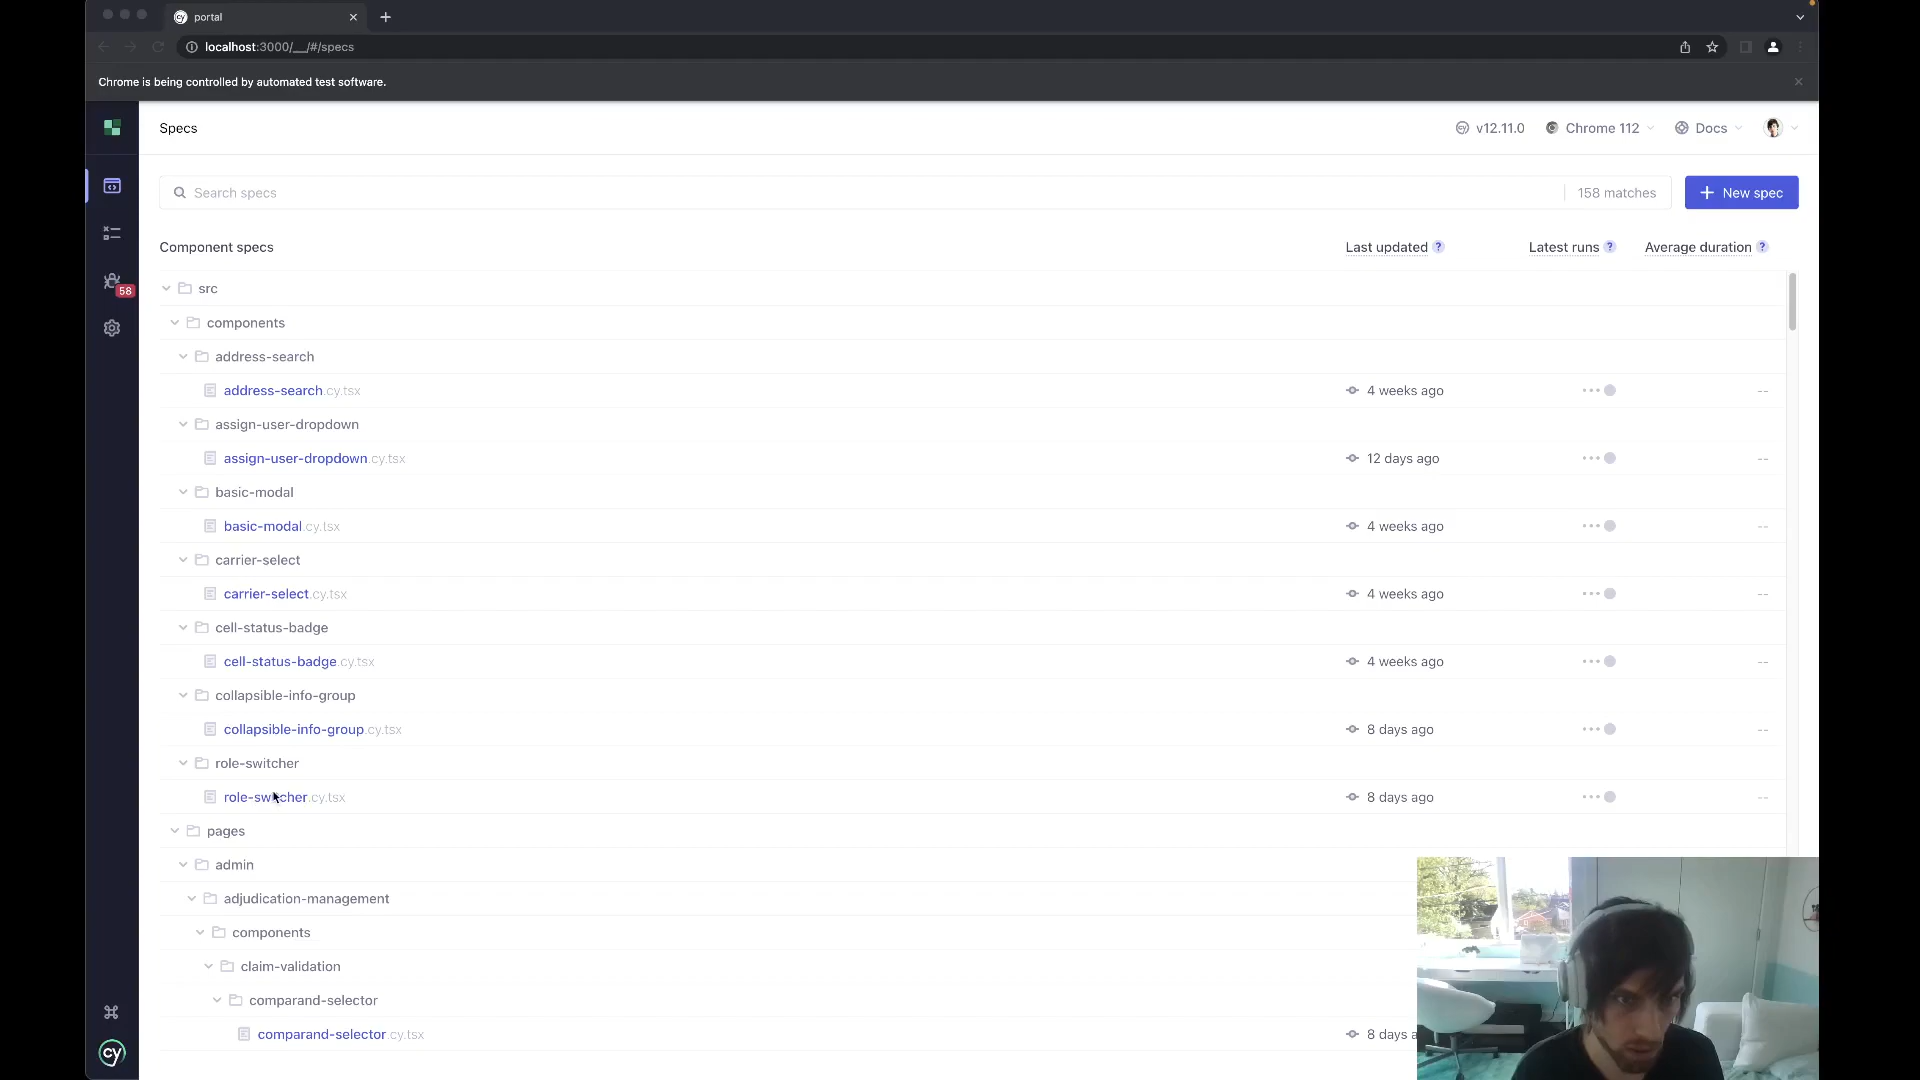 portal
localhost:3000/__/#/specs
Chrome is being controlled by automated test software.
Specs
v12.11.0
Chrome 112
Docs
Search specs
158 matches
New spec
Component specs
Last updated ?
Latest runs ?
Average duration ?
58
src
components
address-search
address-search.cy.tsx 4 weeks ago --
assign-user-dropdown
assign-user-dropdown.cy.tsx 12 days ago --
basic-modal
basic-modal.cy.tsx 4 weeks ago --
carrier-select
carrier-select.cy.tsx 4 weeks ago --
cell-status-badge
cell-status-badge.cy.tsx 4 weeks ago --
collapsible-info-group
collapsible-info-group.cy.tsx 8 days ago --
role-switcher
role-switcher.cy.tsx 8 days ago --
pages
admin
adjudication-management
components
claim-validation
comparand-selector
comparand-selector.cy.tsx 8 days a
cy